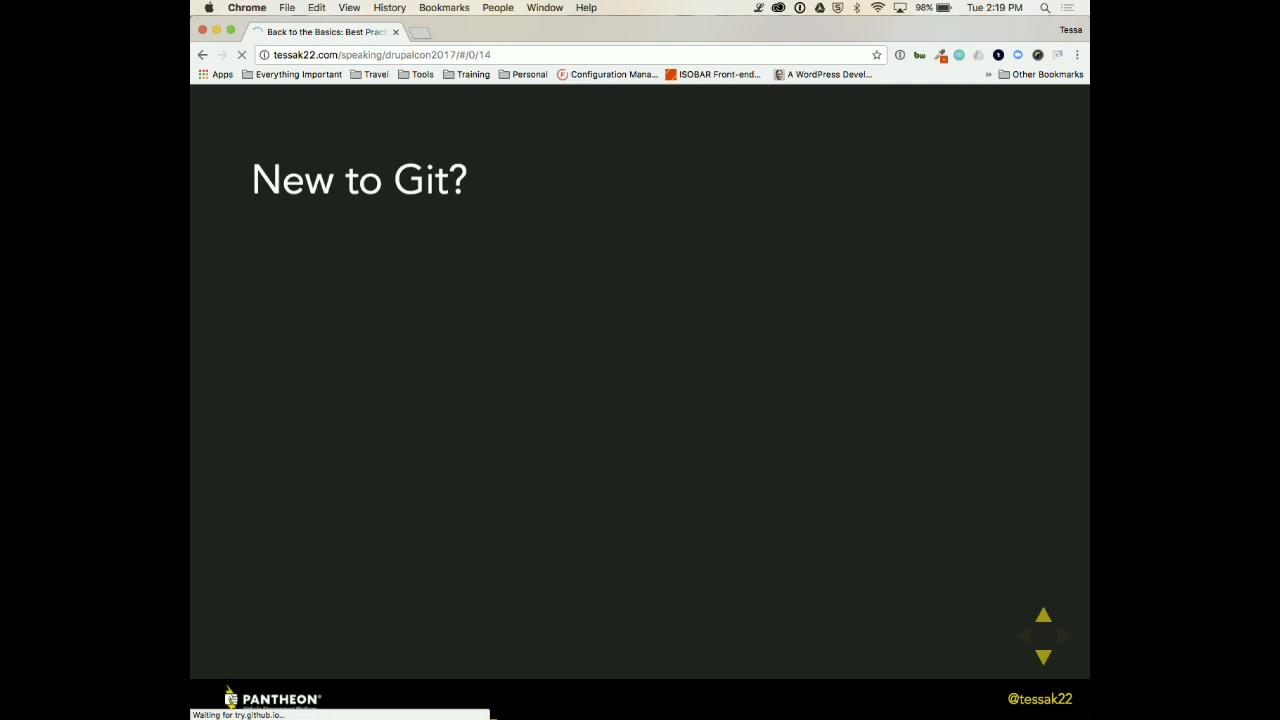 Chrome File Edit View History Bookmarks People Window Help 98% Tue 2:19 PM
Back to the Basics: Best Pract Tessa
tessak22.com/speaking/drupalcon2017/#/0/14
Apps Everything Important Travel Tools Training Personal Configuration Mana... ISOBAR Front-end... A WordPress Devel... » Other Bookmarks
New to Git?
PANTHEON®
@tessak22
Waiting for try.github.io...